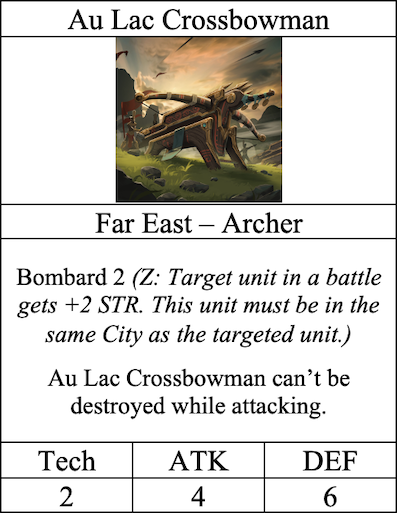 Au Lac Crossbowman
Far East – Archer
Bombard 2 (Z: Target unit in a battle
gets +2 STR. This unit must be in the
same City as the targeted unit.)
Au Lac Crossbowman can’t be
destroyed while attacking.
Tech ATK DEF
2 4 6